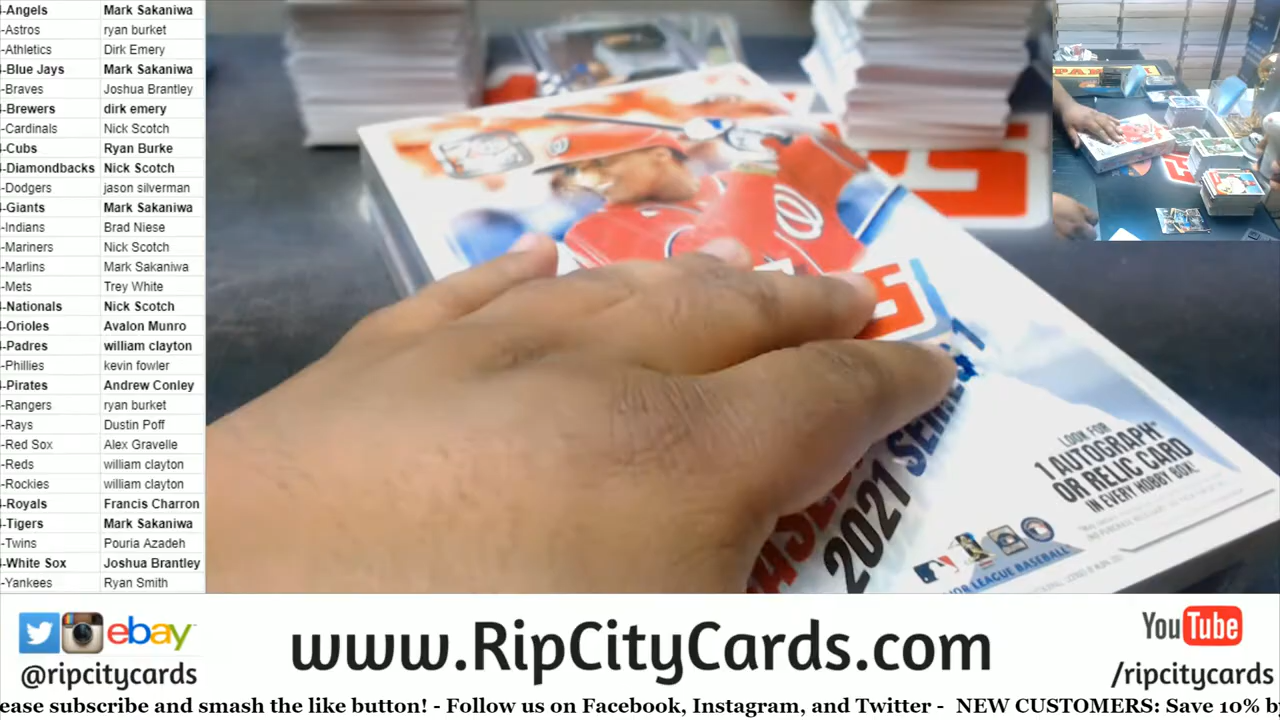 -Angels Mark Sakaniwa
-Astros ryan burket
-Athletics Dirk Emery
-Blue Jays Mark Sakaniwa
-Braves Joshua Brantley
-Brewers dirk emery
-Cardinals Nick Scotch
-Cubs Ryan Burke
-Diamondbacks Nick Scotch
-Dodgers jason silverman
-Giants Mark Sakaniwa
-Indians Brad Niese
-Mariners Nick Scotch
-Marlins Mark Sakaniwa
-Mets Trey White
-Nationals Nick Scotch
-Orioles Avalon Munro
-Padres william clayton
-Phillies kevin fowler
-Pirates Andrew Conley
-Rangers ryan burket
-Rays Dustin Poff
-Red Sox Alex Gravelle
-Reds william clayton
-Rockies william clayton
-Royals Francis Charron
-Tigers Mark Sakaniwa
-Twins Pouria Azadeh
-White Sox Joshua Brantley
-Yankees Ryan Smith
2021 SERIES 1
LOOK FOR
1 AUTOGRAPH
OR RELIC CARD
IN EVERY HOBBY BOX!
LEAGUE BASEBALL
ebay
@ripcitycards
www.RipCityCards.com
YouTube
/ripcitycards
ease subscribe and smash the like button! - Follow us on Facebook, Instagram, and Twitter - NEW CUSTOMERS: Save 10% b